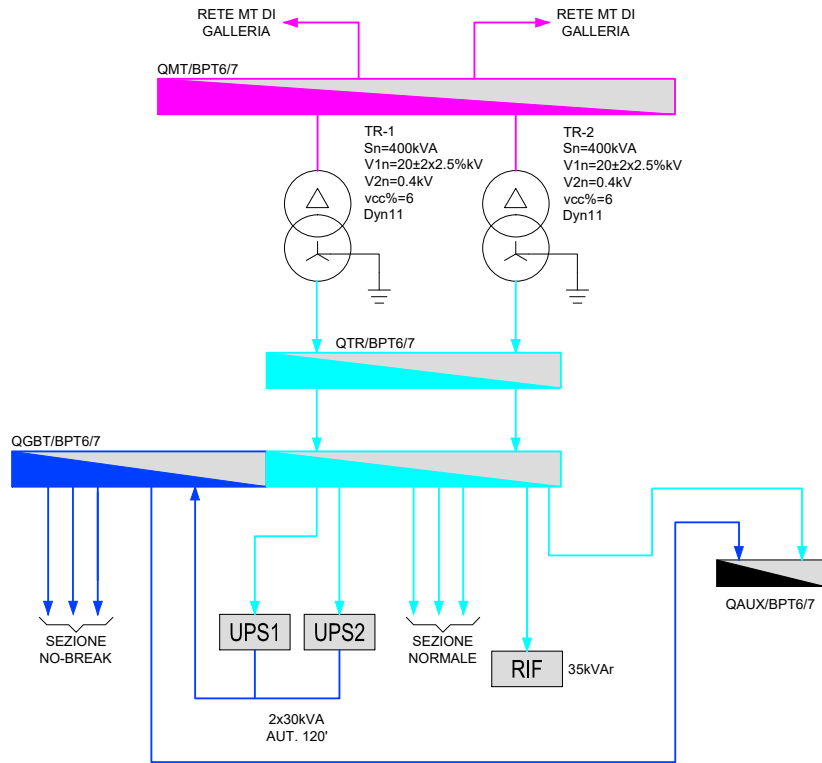 RETE MT DI
GALLERIA
RETE MT DI
GALLERIA
QMT/BPT6/7
TR-1
Sn=400kVA
V1n=20±2x2.5%kV
V2n=0.4kV
vcc%=6
Dyn11
TR-2
Sn=400kVA
V1n=20±2x2.5%kV
V2n=0.4kV
vcc%=6
Dyn11
QTR/BPT6/7
QGBT/BPT6/7
QAUX/BPT6/7
SEZIONE
NO-BREAK
UPS1
UPS2
SEZIONE
NORMALE
RIF
35kVAr
2x30kVA
AUT. 120'